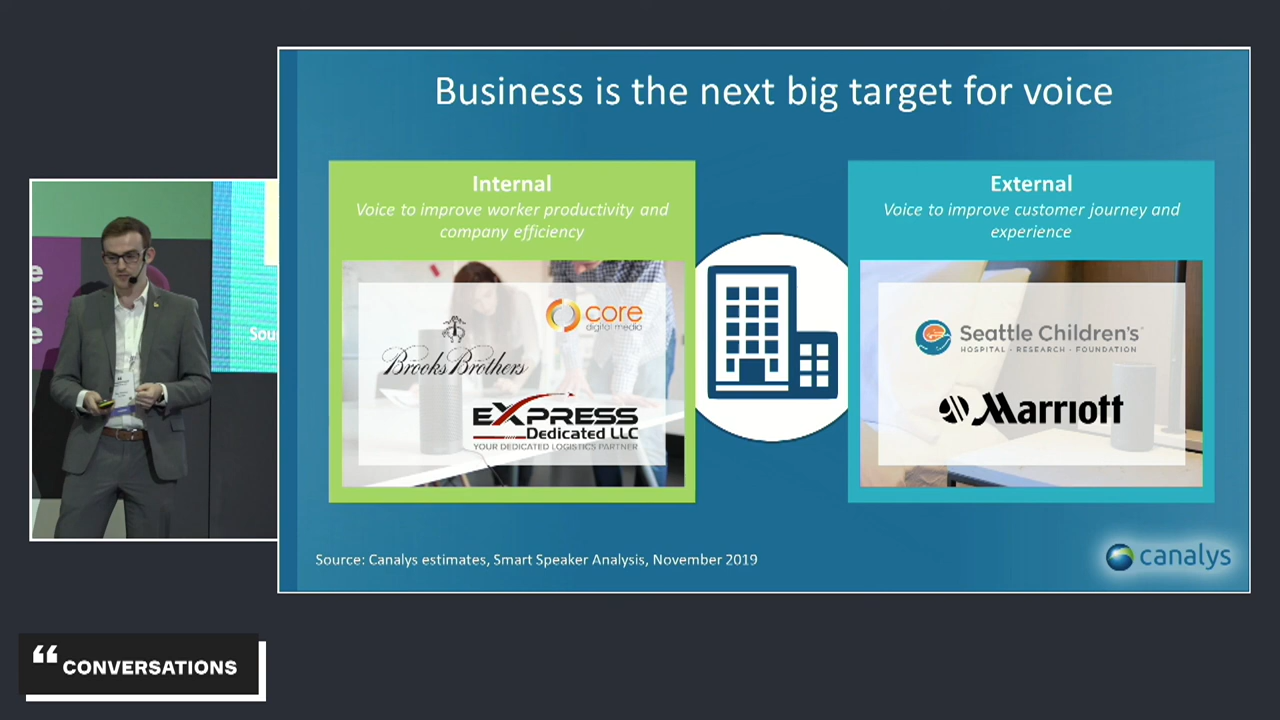 Business is the next big target for voice
Internal
Voice to improve worker productivity and
company efficiency
core
digital media
Brooks Brothers
EXPRESS
Dedicated LLC
YOUR DEDICATED LOGISTICS PARTNER
External
Voice to improve customer journey and
experience
Seattle Children's
HOSPITAL • RESEARCH • FOUNDATION
Marriott
Source: Canalys estimates, Smart Speaker Analysis, November 2019
canalys
e
e
e
Sou
“ CONVERSATIONS